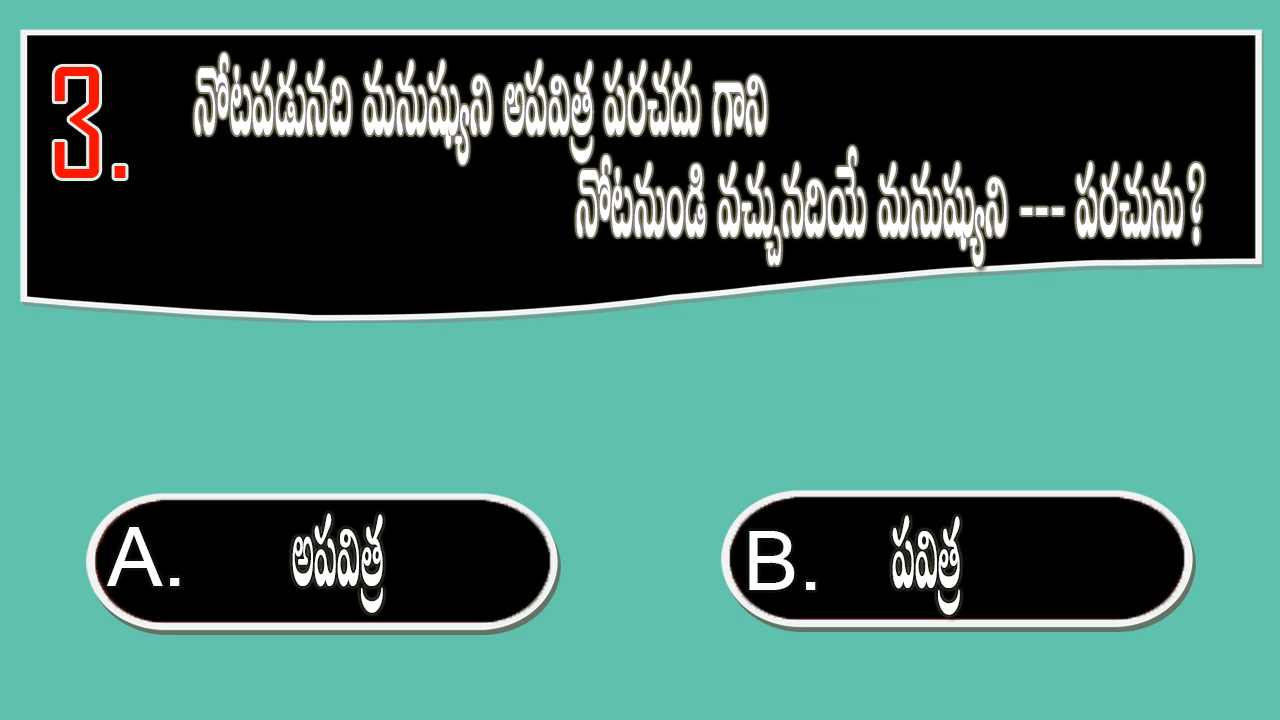 3. నోటపడునది మనుష్యుని అపవిత్ర పరచదు గాని
నోటనుండి వచ్చునదియే మనుష్యుని --- పరచును?
A. అపవిత్ర
B. పవిత్ర